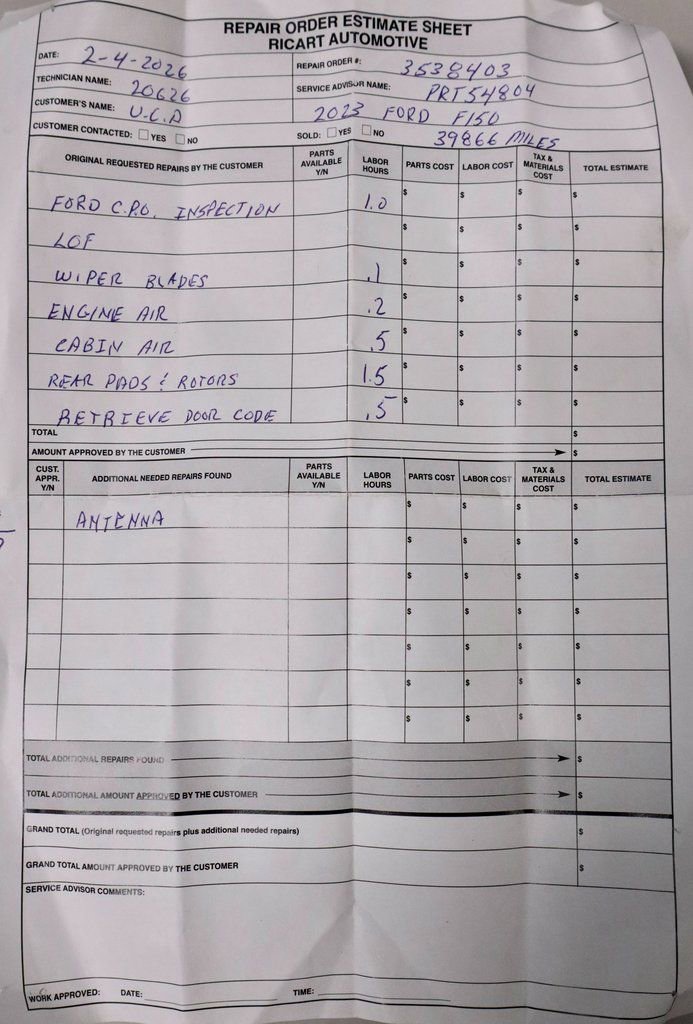 REPAIR ORDER ESTIMATE SHEET
RICART AUTOMOTIVE
DATE: 2-4-2026
REPAIR ORDER #: 3538403
TECHNICIAN NAME: 20626
SERVICE ADVISOR NAME: PRT54804
CUSTOMER'S NAME: U.C.D
2023 FORD F150
CUSTOMER CONTACTED: YES NO
SOLD: YES NO
39866 MILES
ORIGINAL REQUESTED REPAIRS BY THE CUSTOMER PARTS AVAILABLE Y/N LABOR HOURS PARTS COST LABOR COST TAX & MATERIALS COST TOTAL ESTIMATE
FORD C.P.O. INSPECTION 1.0 $ $ $ $
LOF $ $ $ $
WIPER BLADES .1 $ $ $ $
ENGINE AIR .2 $ $ $ $
CABIN AIR .5 $ $ $ $
REAR PADS & ROTORS 1.5 $ $ $ $
RETRIEVE DOOR CODE .5 $ $ $ $
TOTAL $
AMOUNT APPROVED BY THE CUSTOMER $
CUST. APPR. Y/N ADDITIONAL NEEDED REPAIRS FOUND PARTS AVAILABLE Y/N LABOR HOURS PARTS COST LABOR COST TAX & MATERIALS COST TOTAL ESTIMATE
ANTENNA $ $ $ $
$ $ $ $
$ $ $ $
$ $ $ $
$ $ $ $
$ $ $ $
$ $ $ $
TOTAL ADDITIONAL REPAIRS FOUND $
TOTAL ADDITIONAL AMOUNT APPROVED BY THE CUSTOMER $
GRAND TOTAL (Original requested repairs plus additional needed repairs) $
GRAND TOTAL AMOUNT APPROVED BY THE CUSTOMER $
SERVICE ADVISOR COMMENTS:
WORK APPROVED: DATE: TIME: